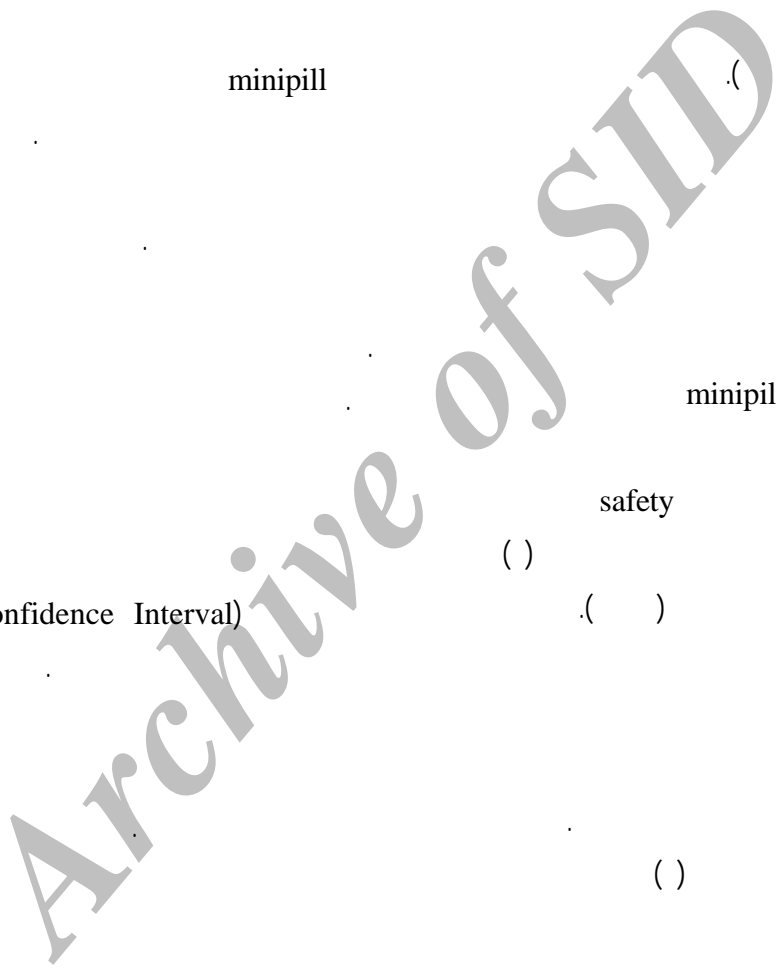 minipill .(
.
.
.
. minipil
safety
( )
onfidence Interval) .( )
.
. .
( )
Archive of SID